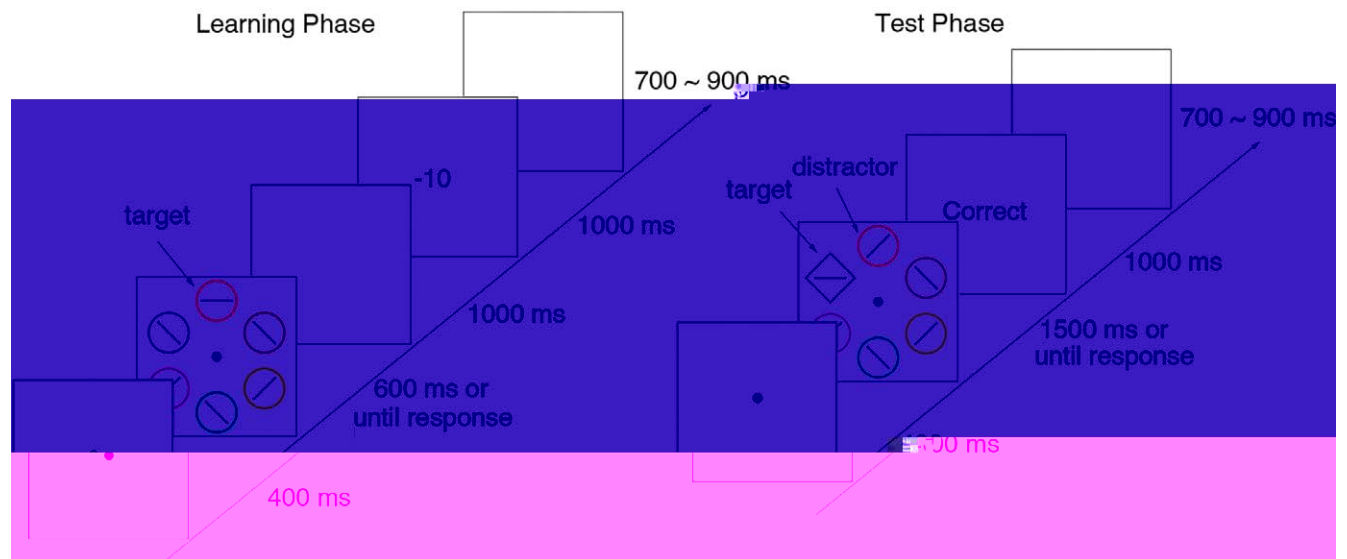 Learning Phase
700 ~ 900 ms
-10
1000 ms
target
1000 ms
600 ms or
until response
400 ms
Test Phase
700 ~ 900 ms
distractor
target
Correct
1000 ms
1500 ms or
until response
ms